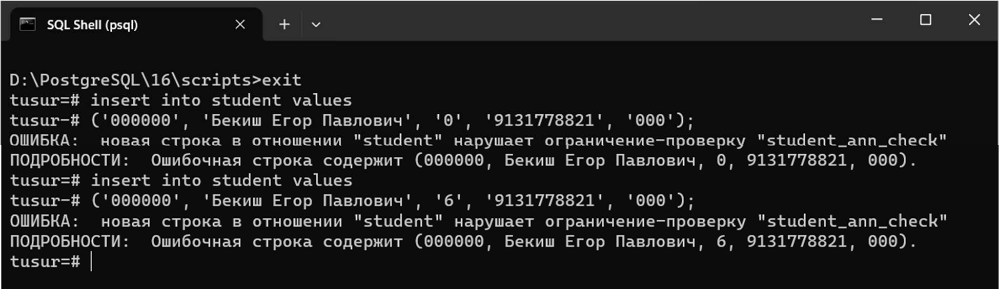 SQL Shell (psql)
D:\PostgreSQL\16\scripts>exit
tusur=# insert into student values
tusur-# ('000000', 'Бекиш Егор Павлович', '0', '9131778821', '000');
ОШИБКА:  новая строка в отношении "student" нарушает ограничение-проверку "student_ann_check"
ПОДРОБНОСТИ:  Ошибочная строка содержит (000000, Бекиш Егор Павлович, 0, 9131778821, 000).
tusur=# insert into student values
tusur-# ('000000', 'Бекиш Егор Павлович', '6', '9131778821', '000');
ОШИБКА:  новая строка в отношении "student" нарушает ограничение-проверку "student_ann_check"
ПОДРОБНОСТИ:  Ошибочная строка содержит (000000, Бекиш Егор Павлович, 6, 9131778821, 000).
tusur=#